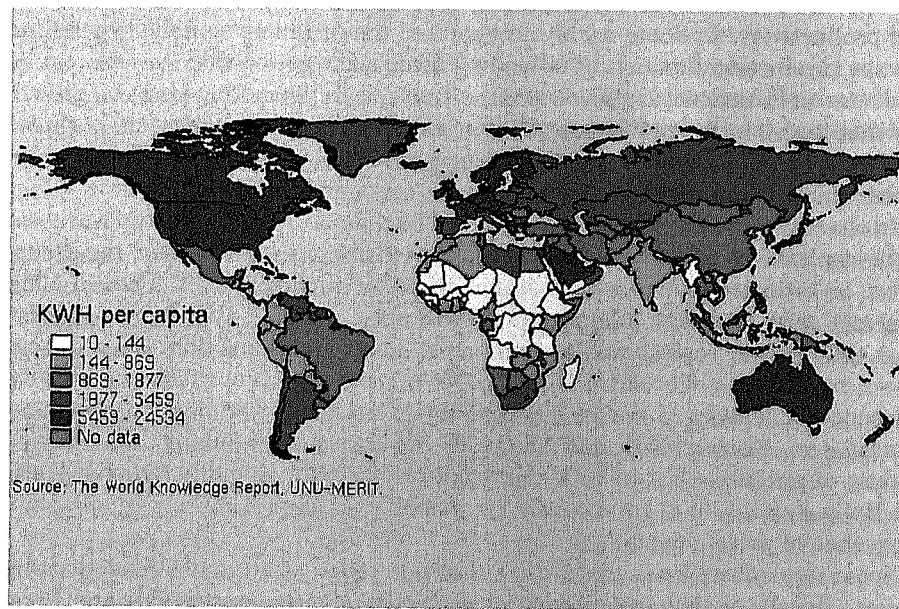 KWH per capita
10 - 144
144 - 869
869 - 1877
1877 - 5459
5459 - 24534
No data
Source: The World Knowledge Report, UNU-MERIT.